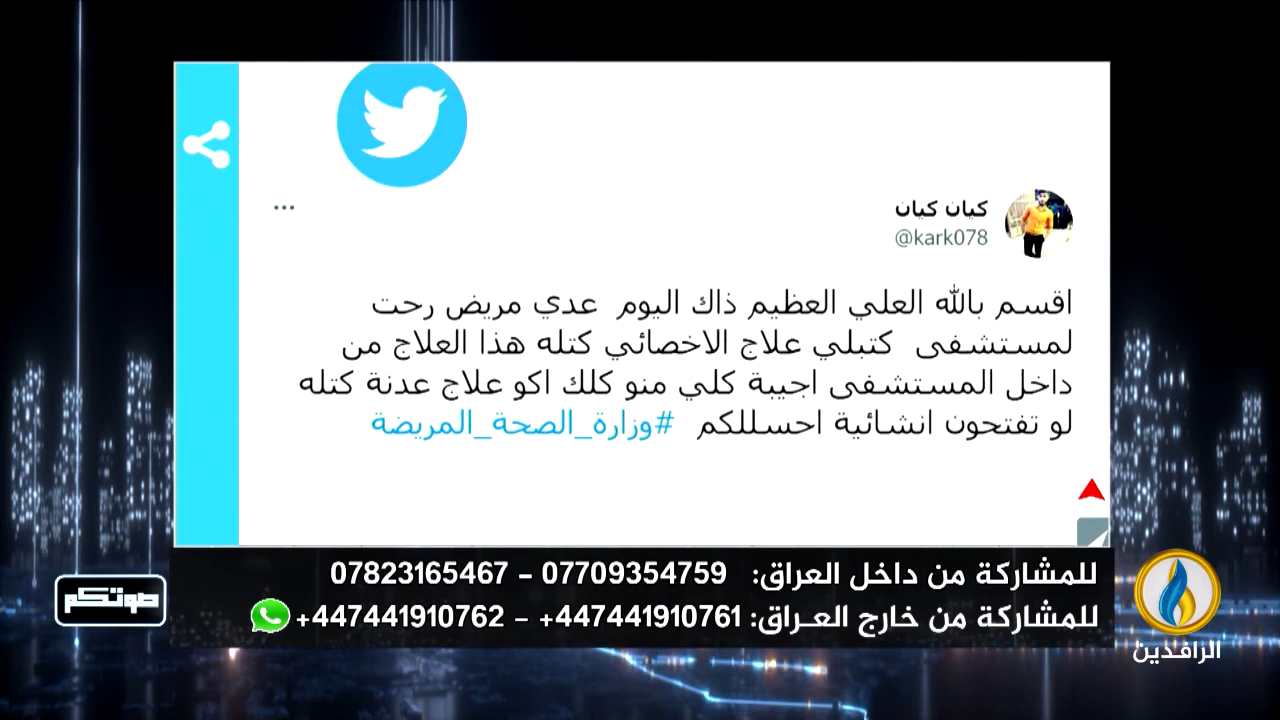 كيان كيان
@kark078
اقسم بالله العلي العظيم ذاك اليوم عدي مريض رحت
لمستشفى كتبلي علاج الاخصائي كتله هذا العلاج من
داخل المستشفى اجيبة كلي منو كلك اكو علاج عدنة كتله
لو تفتحون انشائية احسللكم #وزارة_الصحة_المريضة
للمشاركة من داخل العراق: 07709354759 - 07823165467
للمشاركة من خارج العراق: 447441910761+ - 447441910762+
صوتكم
الرافدين